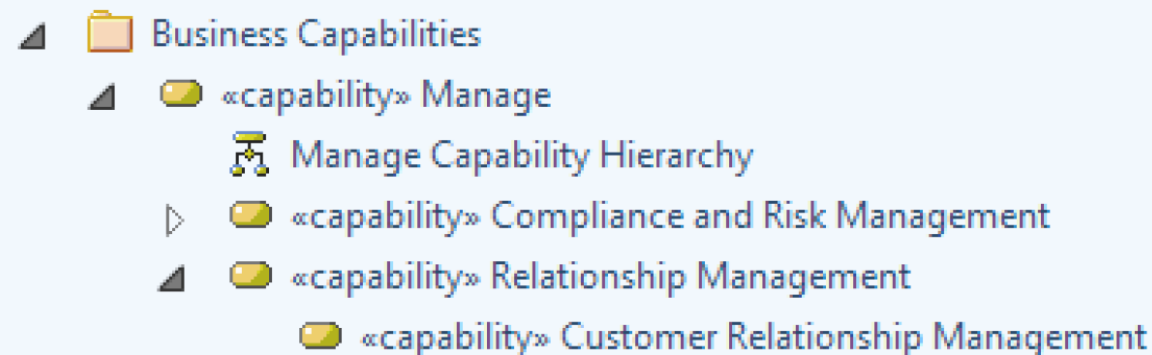 Business Capabilities
«capability» Manage
Manage Capability Hierarchy
«capability» Compliance and Risk Management
«capability» Relationship Management
«capability» Customer Relationship Management